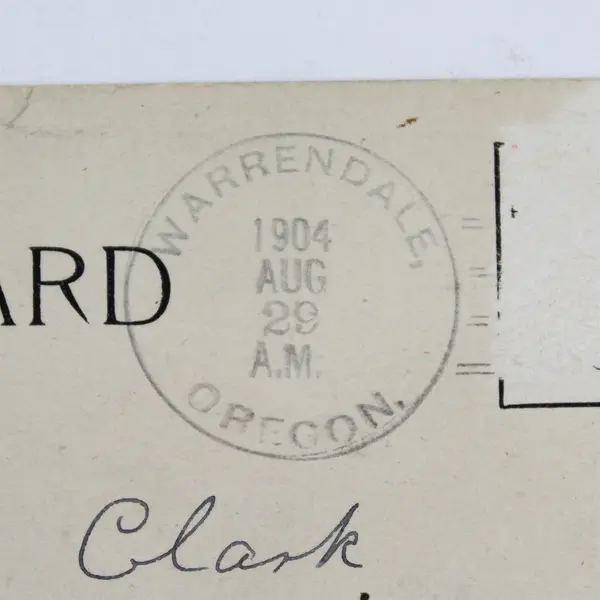 WARRENDALE,
1904
AUG
29
A.M.
OREGON.
ARD
Clark